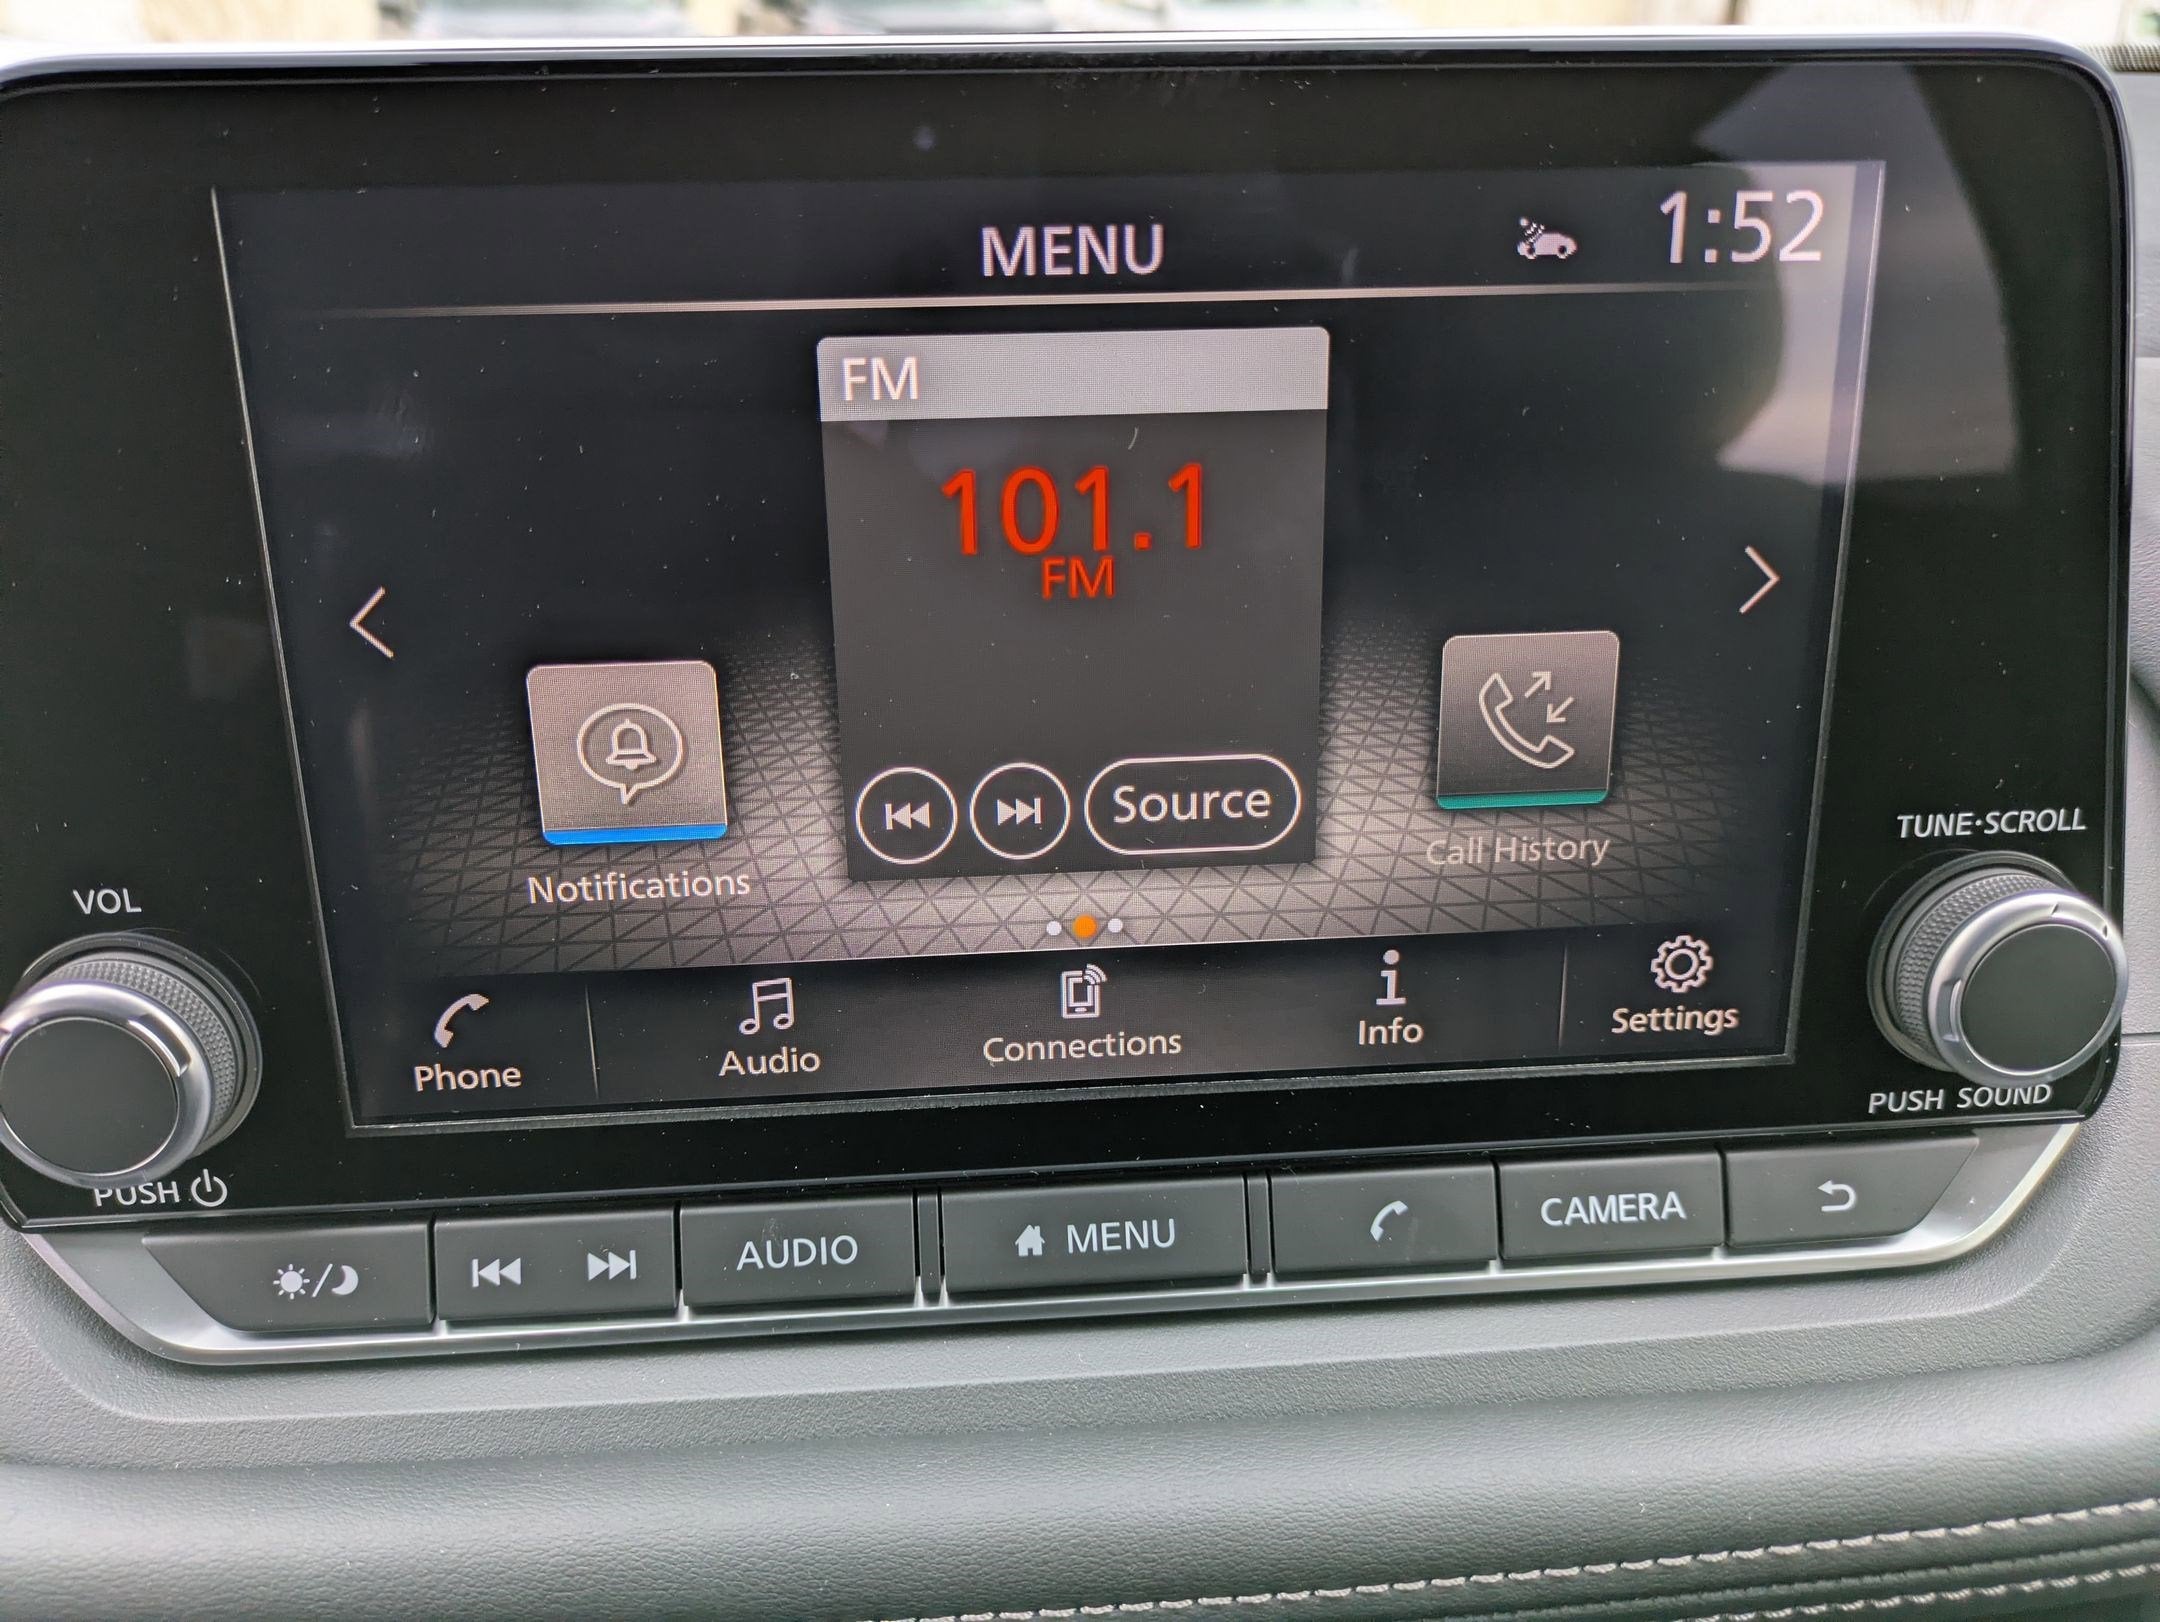 MENU
1:52
FM
101.1
FM
Source
Notifications
Call History
Phone
Audio
Connections
Info
Settings
VOL
PUSH
TUNE·SCROLL
PUSH SOUND
AUDIO
MENU
CAMERA